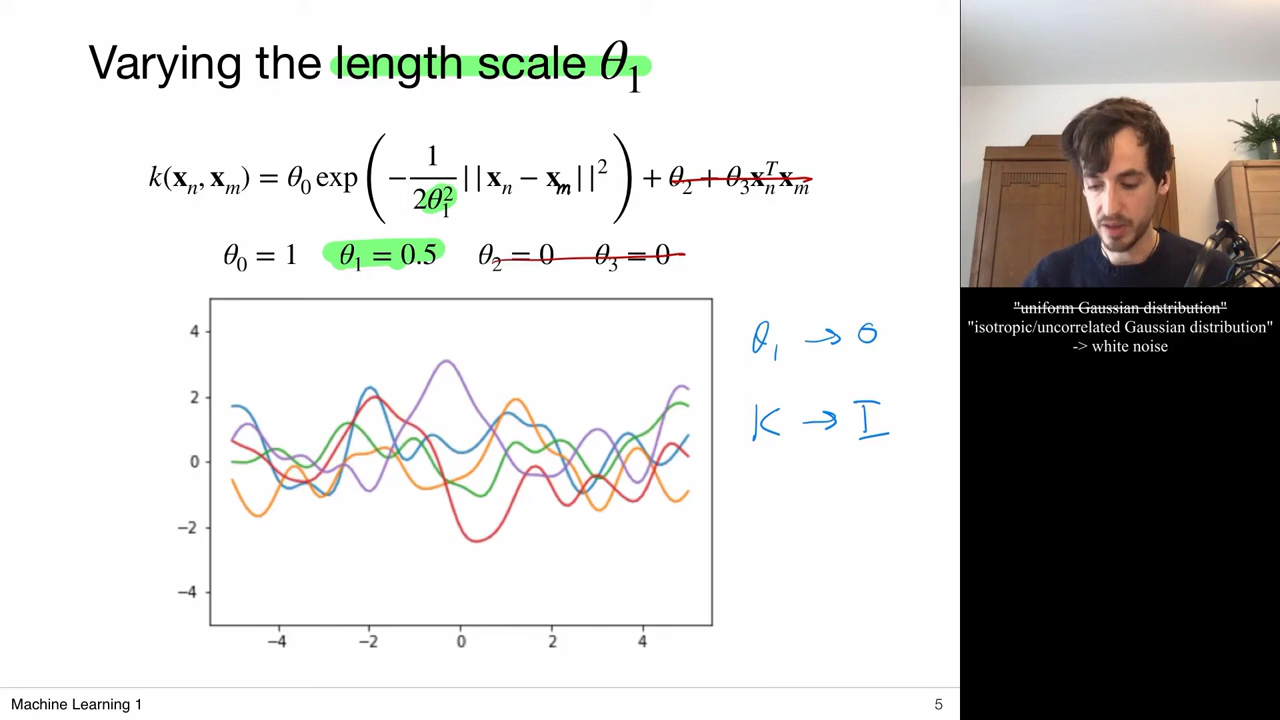 Varying the length scale θ₁
k(xₙ, xₘ) = θ₀ exp(−1/(2θ₁²) ||xₙ − xₘ||²) + θ₂ + θ₃xₙᵀxₘ
θ₀ = 1 θ₁ = 0.5 θ₂ = 0 θ₃ = 0
"uniform Gaussian distribution"
"isotropic/uncorrelated Gaussian distribution"
-> white noise
θ₁ → 0
K → I
4
2
0
−2
−4
−4 −2 0 2 4
Machine Learning 1 5